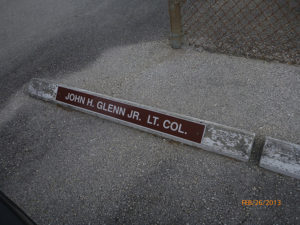 JOHN H. GLENN JR. LT. COL.
FEB/26/2013